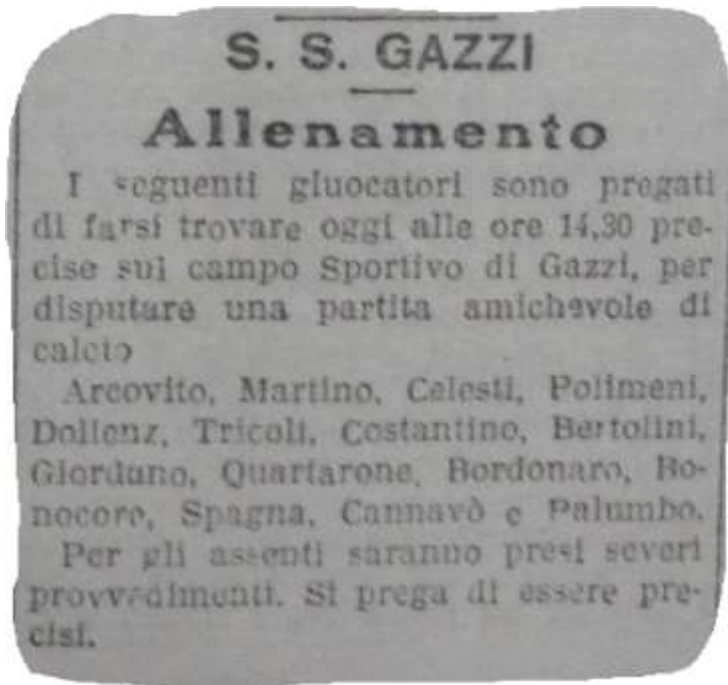 S. S. GAZZI
Allenamento
I seguenti giuocatori sono pregati
di farsi trovare oggi alle ore 14,30 pre-
cise sul campo Sportivo di Gazzi, per
disputare una partita amichevole di
calcio
Arcovito, Martino, Celesti, Polimeni,
Dollenz, Tricoli, Costantino, Bertolini,
Giordano, Quartarone, Bordonaro, Bo-
nocore, Spagna, Cannavò e Palumbo.
Per gli assenti saranno presi severi
provvedimenti. Si prega di essere pre-
cisi.